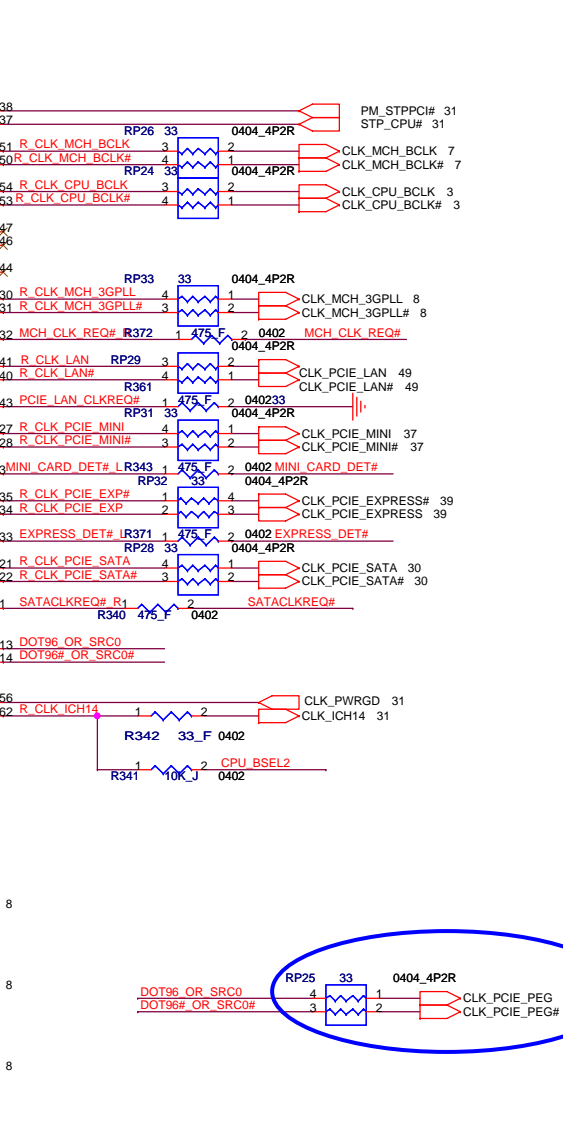 38 PM_STPPCI# 31
37 STP_CPU# 31
RP26 33 0404_4P2R
51 R_CLK_MCH_BCLK 3 2 CLK_MCH_BCLK 7
50 R_CLK_MCH_BCLK# 4 1 CLK_MCH_BCLK# 7
RP24 33 0404_4P2R
54 R_CLK_CPU_BCLK 3 2 CLK_CPU_BCLK 3
53 R_CLK_CPU_BCLK# 4 1 CLK_CPU_BCLK# 3
47
46
44
RP33 33 0404_4P2R
30 R_CLK_MCH_3GPLL 4 1 CLK_MCH_3GPLL 8
31 R_CLK_MCH_3GPLL# 3 2 CLK_MCH_3GPLL# 8
32 MCH_CLK_REQ#_R R372 1 475_F 2 0402 MCH_CLK_REQ#
0404_4P2R
41 R_CLK_LAN RP29 3 2 CLK_PCIE_LAN 49
40 R_CLK_LAN# 4 1 CLK_PCIE_LAN# 49
R361
43 PCIE_LAN_CLKREQ# 1 475_F 2 0402 33
RP31 33 0404_4P2R
27 R_CLK_PCIE_MINI 4 1 CLK_PCIE_MINI 37
28 R_CLK_PCIE_MINI# 3 2 CLK_PCIE_MINI# 37
MINI_CARD_DET#_L R343 1 475_F 2 0402 MINI_CARD_DET#
RP32 33 0404_4P2R
35 R_CLK_PCIE_EXP# 1 4 CLK_PCIE_EXPRESS# 39
34 R_CLK_PCIE_EXP 2 3 CLK_PCIE_EXPRESS 39
33 EXPRESS_DET#_L R371 1 475_F 2 0402 EXPRESS_DET#
RP28 33 0404_4P2R
21 R_CLK_PCIE_SATA 4 1 CLK_PCIE_SATA 30
22 R_CLK_PCIE_SATA# 3 2 CLK_PCIE_SATA# 30
1 SATACLKREQ#_R 1 2 SATACLKREQ#
R340 475_F 0402
13 DOT96_OR_SRC0
14 DOT96#_OR_SRC0#
56 CLK_PWRGD 31
62 R_CLK_ICH14 1 2 CLK_ICH14 31
R342 33_F 0402
1 2 CPU_BSEL2
R341 10K_J 0402
8
RP25 33 0404_4P2R
8
DOT96_OR_SRC0 4 1 CLK_PCIE_PEG
DOT96#_OR_SRC0# 3 2 CLK_PCIE_PEG#
8